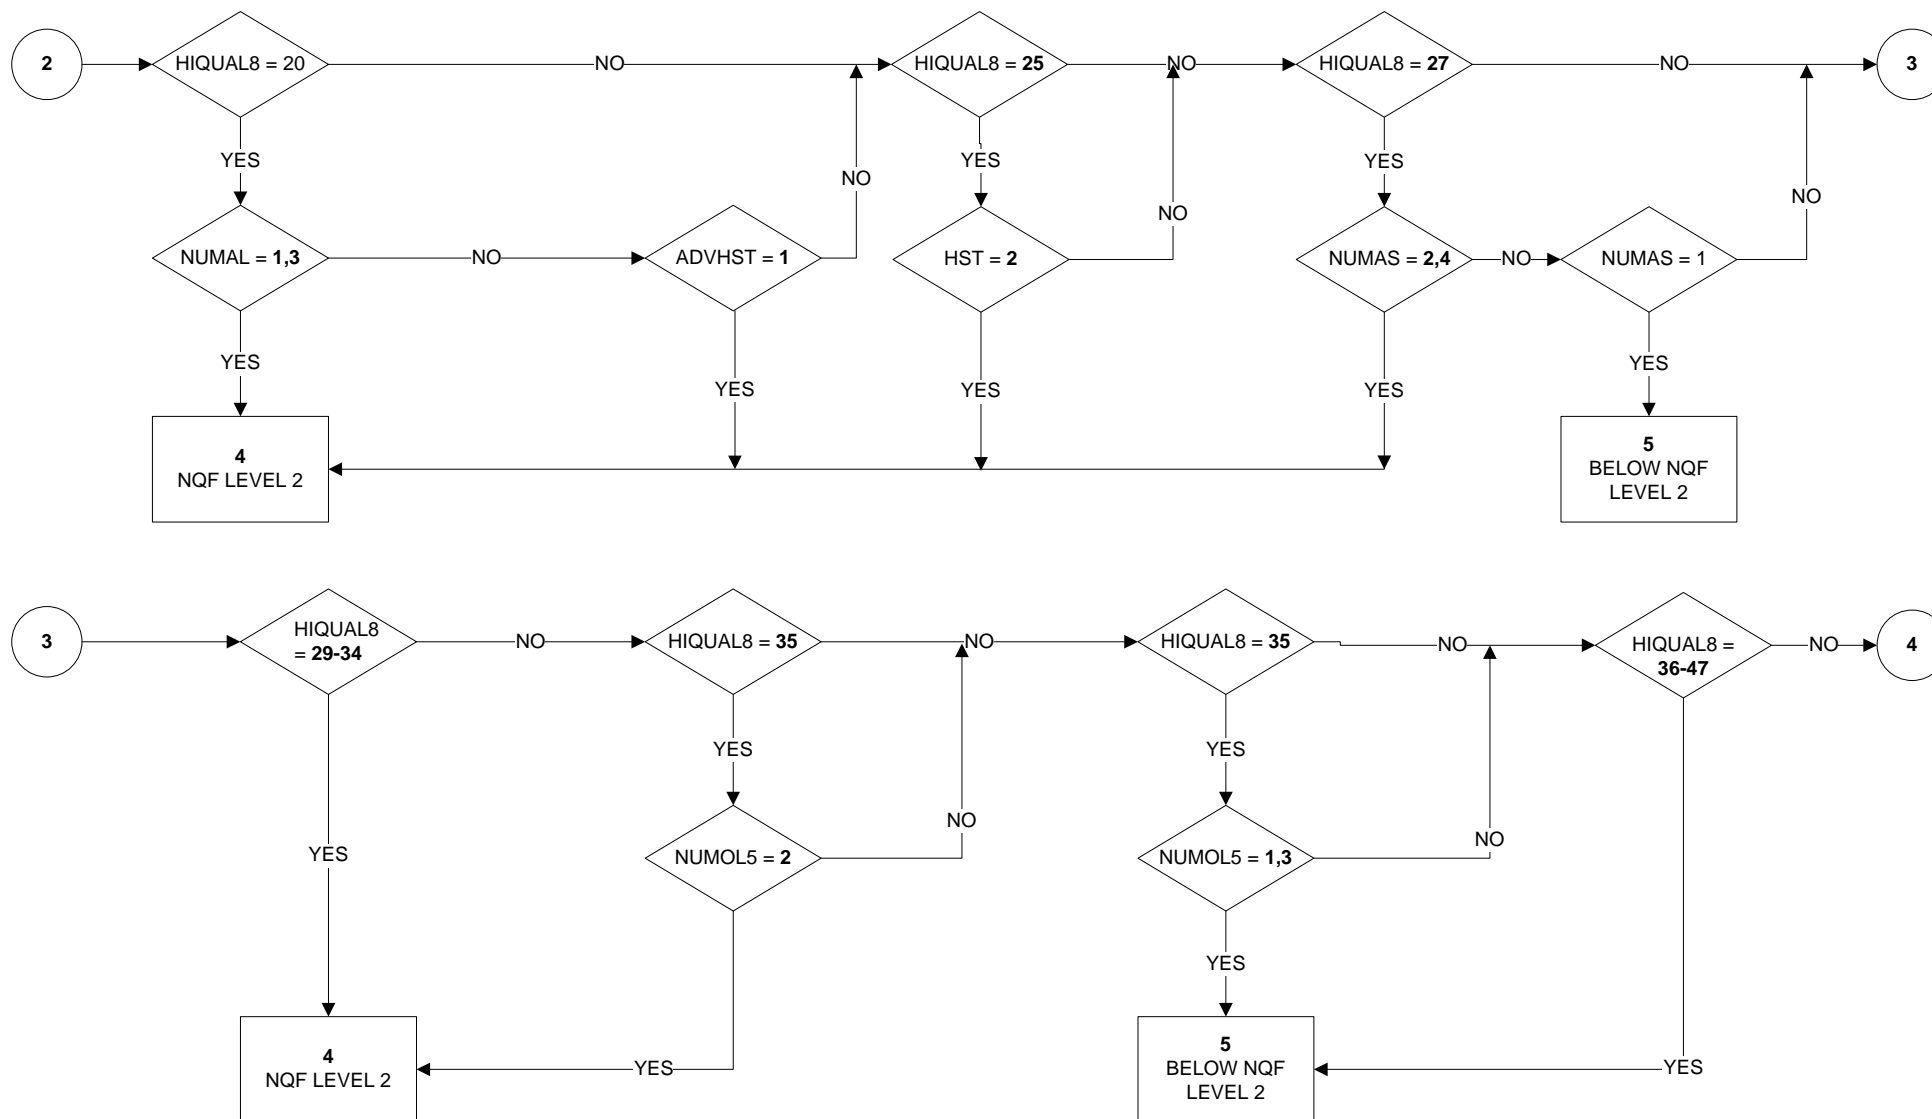 2
HIQUAL8 = 20
NO
HIQUAL8 = 25
NO
HIQUAL8 = 27
NO
3
YES
YES
YES
NO
NO
NO
NUMAL = 1,3
NO
ADVHST = 1
HST = 2
NUMAS = 2,4
NO
NUMAS = 1
YES
YES
YES
YES
YES
4
NQF LEVEL 2
5
BELOW NQF
LEVEL 2
3
HIQUAL8
= 29-34
NO
HIQUAL8 = 35
NO
HIQUAL8 = 35
NO
HIQUAL8 =
36-47
NO
4
YES
YES
YES
NO
NO
NUMOL5 = 2
NUMOL5 = 1,3
YES
4
NQF LEVEL 2
YES
5
BELOW NQF
LEVEL 2
YES